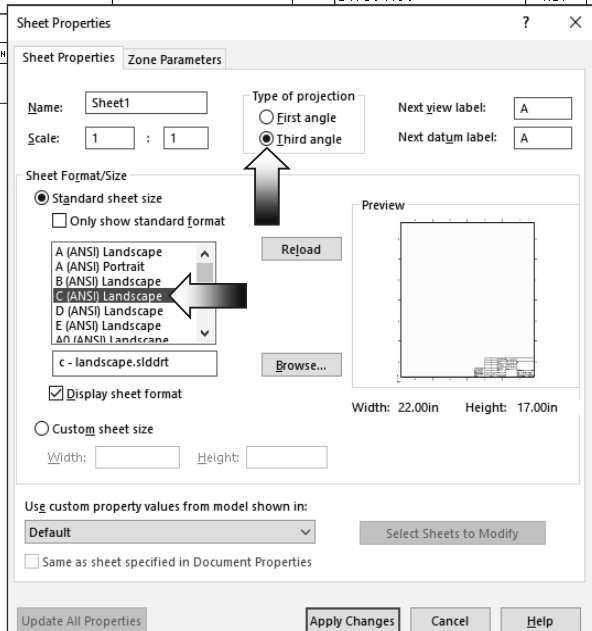 Sheet Properties ? ×
Sheet Properties Zone Parameters
Name: Sheet1
Scale: 1 : 1
Type of projection
First angle
Third angle
Next view label: A
Next datum label: A
Sheet Format/Size
Standard sheet size
Only show standard format
A (ANSI) Landscape
A (ANSI) Portrait
B (ANSI) Landscape
C (ANSI) Landscape
D (ANSI) Landscape
E (ANSI) Landscape
A0 (ANSI) Landscape
Reload
c - landscape.slddrt
Browse...
Display sheet format
Custom sheet size
Width: Height:
Preview
Width: 22.00in Height: 17.00in
Use custom property values from model shown in:
Default
Select Sheets to Modify
Same as sheet specified in Document Properties
Update All Properties Apply Changes Cancel Help